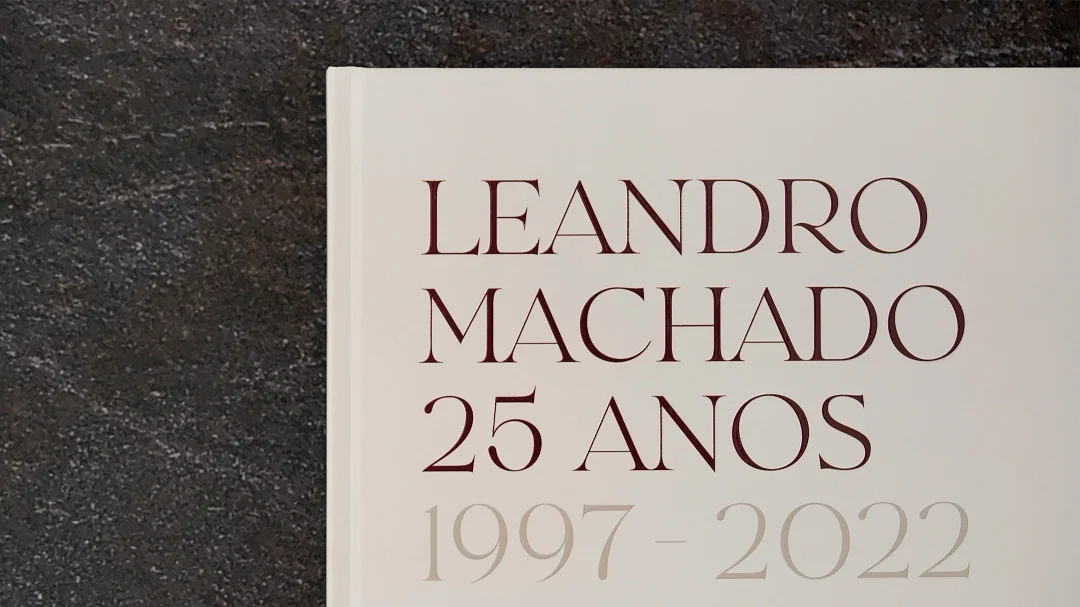 LEANDRO
MACHADO
25 ANOS
1997 - 2022